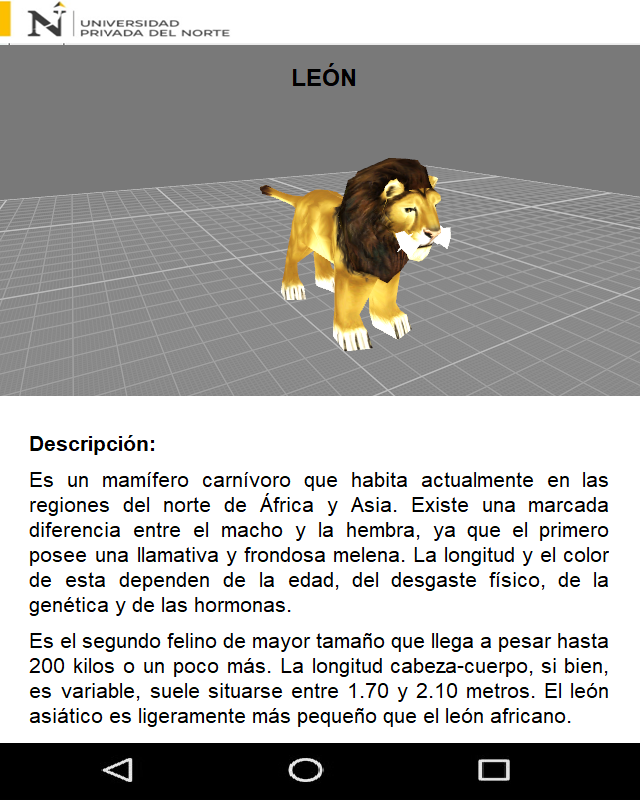 UNIVERSIDAD
PRIVADA DEL NORTE
LEÓN
Descripción:
Es un mamífero carnívoro que habita actualmente en las
regiones del norte de África y Asia. Existe una marcada
diferencia entre el macho y la hembra, ya que el primero
posee una llamativa y frondosa melena. La longitud y el color
de esta dependen de la edad, del desgaste físico, de la
genética y de las hormonas.
Es el segundo felino de mayor tamaño que llega a pesar hasta
200 kilos o un poco más. La longitud cabeza-cuerpo, si bien,
es variable, suele situarse entre 1.70 y 2.10 metros. El león
asiático es ligeramente más pequeño que el león africano.